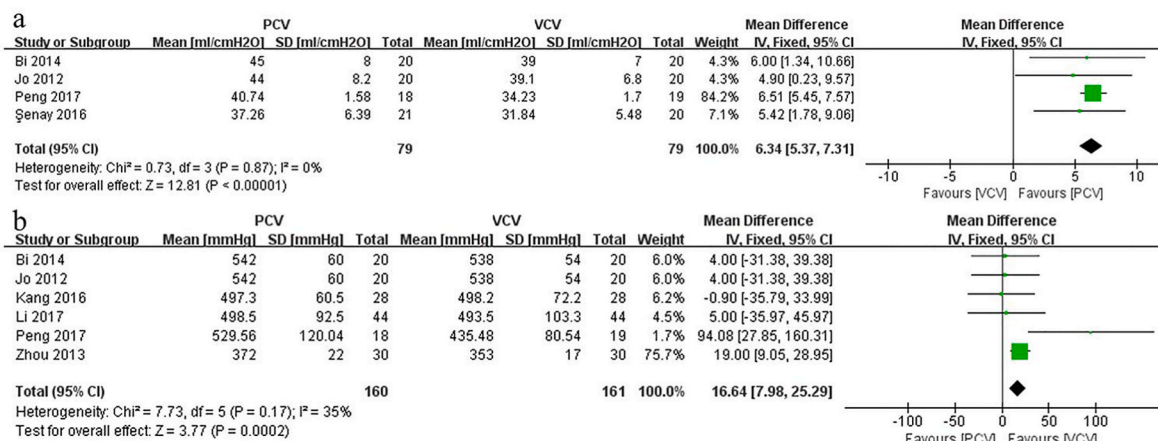 a
PCV VCV Mean Difference Mean Difference
Study or Subgroup Mean [ml/cmH2O] SD [ml/cmH2O] Total Mean [ml/cmH2O] SD [ml/cmH2O] Total Weight IV, Fixed, 95% CI IV, Fixed, 95% CI
Bi 2014 45 8 20 39 7 20 4.3% 6.00 [1.34, 10.66]
Jo 2012 44 8.2 20 39.1 6.8 20 4.3% 4.90 [0.23, 9.57]
Peng 2017 40.74 1.58 18 34.23 1.7 19 84.2% 6.51 [5.45, 7.57]
Şenay 2016 37.26 6.39 21 31.84 5.48 20 7.1% 5.42 [1.78, 9.06]
Total (95% CI) 79 79 100.0% 6.34 [5.37, 7.31]
Heterogeneity: Chi² = 0.73, df = 3 (P = 0.87); I² = 0%
Test for overall effect: Z = 12.81 (P < 0.00001)
-10 -5 0 5 10
Favours [VCV] Favours [PCV]
b
PCV VCV Mean Difference Mean Difference
Study or Subgroup Mean [mmHg] SD [mmHg] Total Mean [mmHg] SD [mmHg] Total Weight IV, Fixed, 95% CI IV, Fixed, 95% CI
Bi 2014 542 60 20 538 54 20 6.0% 4.00 [-31.38, 39.38]
Jo 2012 542 60 20 538 54 20 6.0% 4.00 [-31.38, 39.38]
Kang 2016 497.3 60.5 28 498.2 72.2 28 6.2% -0.90 [-35.79, 33.99]
Li 2017 498.5 92.5 44 493.5 103.3 44 4.5% 5.00 [-35.97, 45.97]
Peng 2017 529.56 120.04 18 435.48 80.54 19 1.7% 94.08 [27.85, 160.31]
Zhou 2013 372 22 30 353 17 30 75.7% 19.00 [9.05, 28.95]
Total (95% CI) 160 161 100.0% 16.64 [7.98, 25.29]
Heterogeneity: Chi² = 7.73, df = 5 (P = 0.17); I² = 35%
Test for overall effect: Z = 3.77 (P = 0.0002)
-100 -50 0 50 100
Favours [PCV] Favours [VCV]